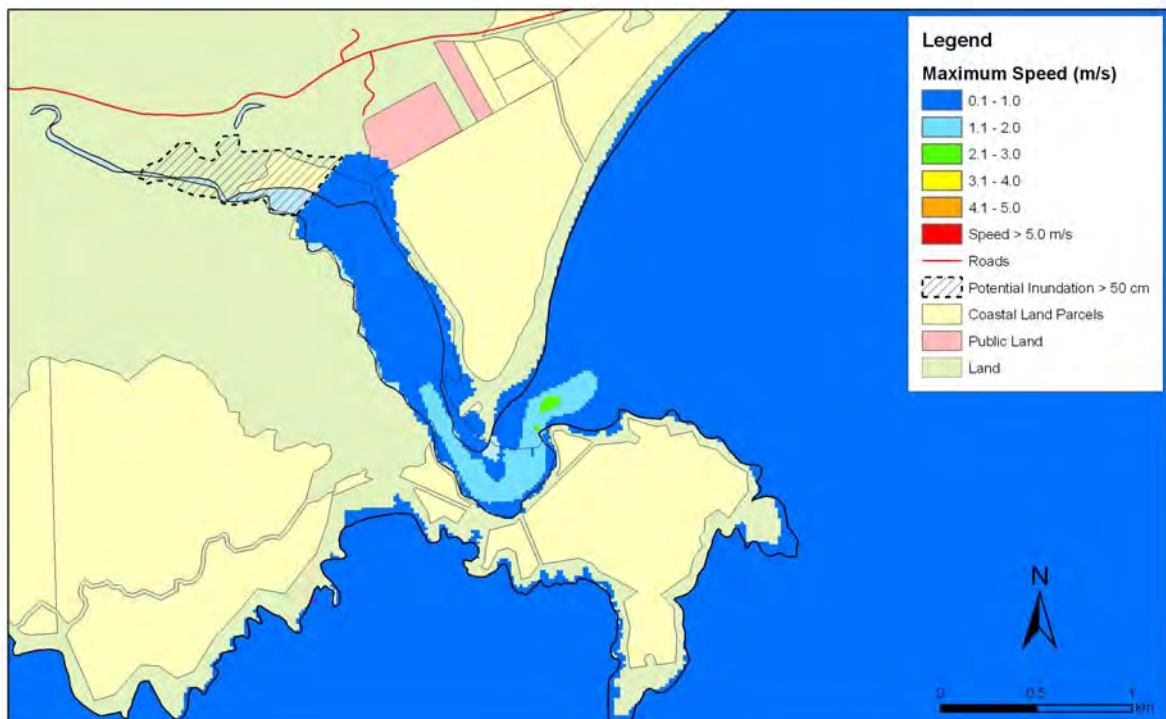 Legend
Maximum Speed (m/s)
0.1 - 1.0
1.1 - 2.0
2.1 - 3.0
3.1 - 4.0
4.1 - 5.0
Speed > 5.0 m/s
Roads
Potential Inundation > 50 cm
Coastal Land Parcels
Public Land
Land
N
0 0.5 1
km